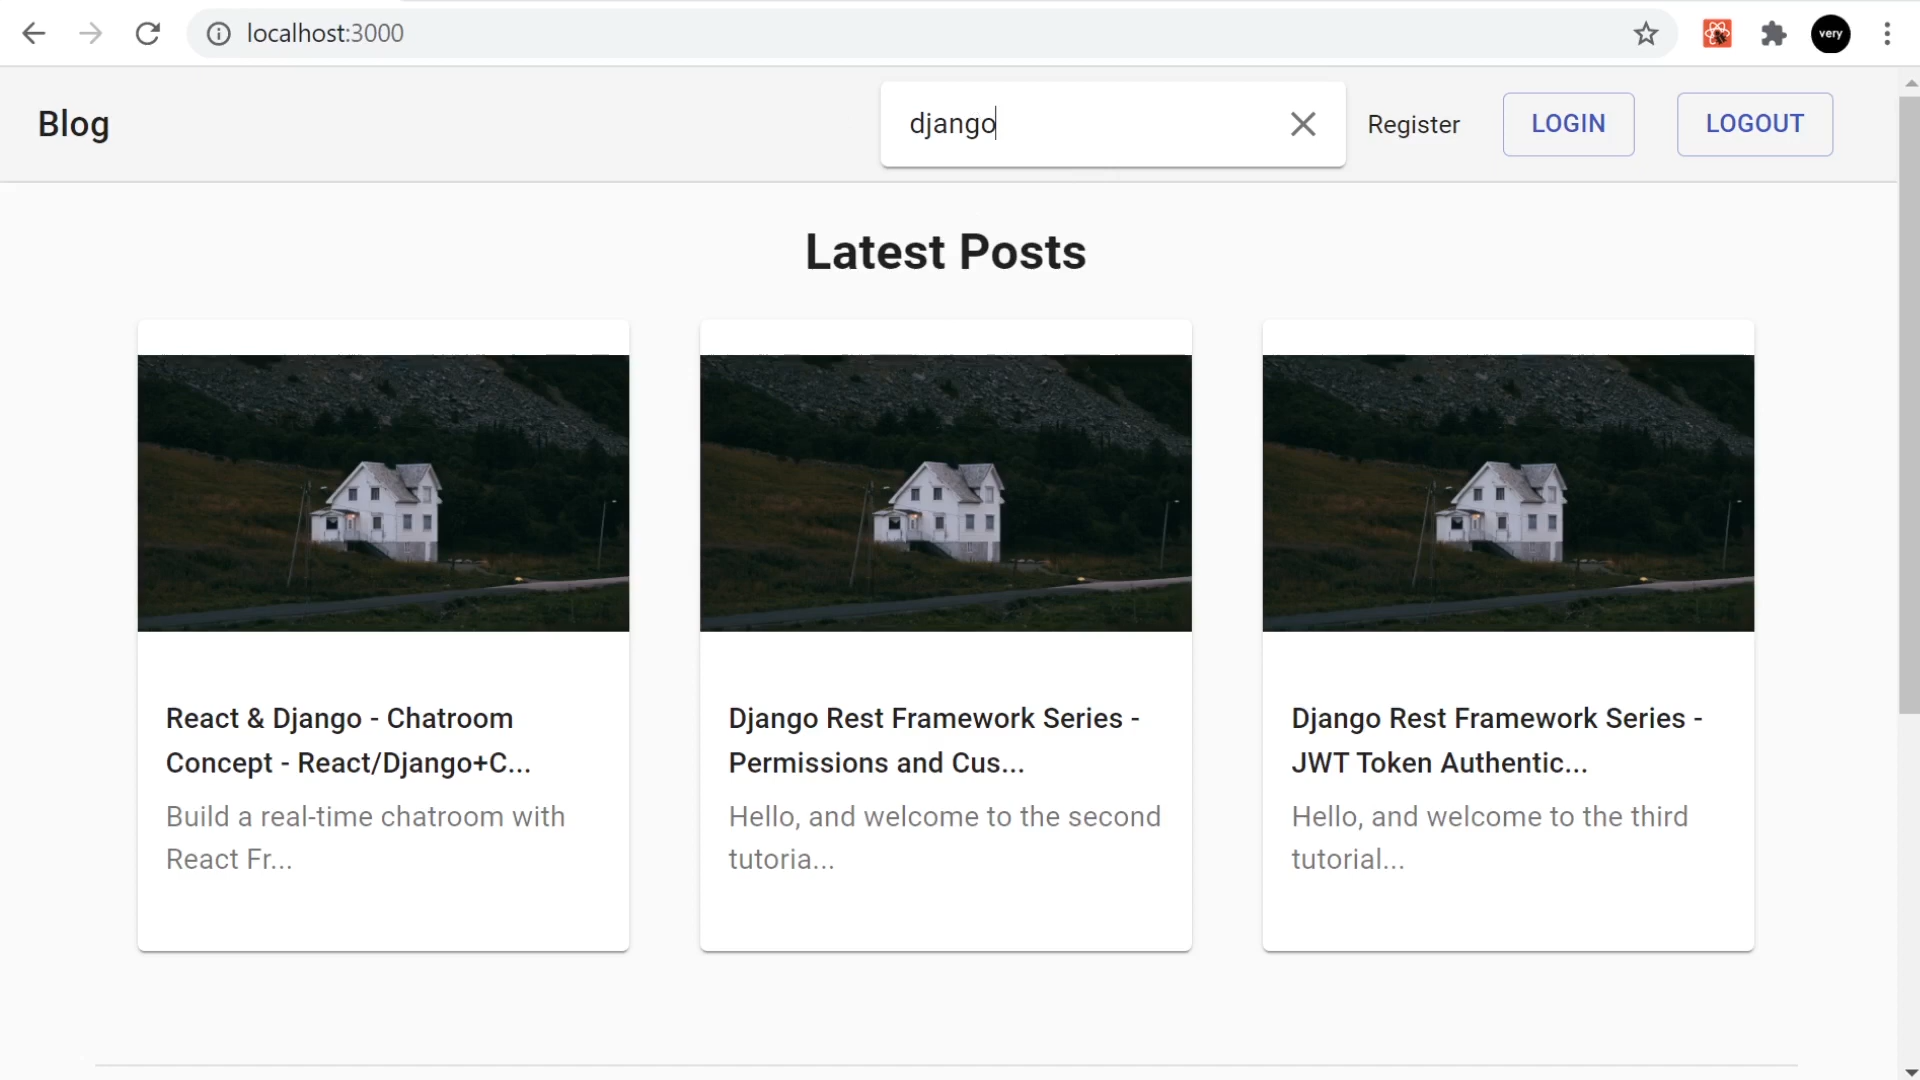 localhost:3000
very
Blog
django
Register
LOGIN
LOGOUT
Latest Posts
React & Django - Chatroom
Concept - React/Django+C...
Build a real-time chatroom with
React Fr...
Django Rest Framework Series -
Permissions and Cus...
Hello, and welcome to the second
tutoria...
Django Rest Framework Series -
JWT Token Authentic...
Hello, and welcome to the third
tutorial...